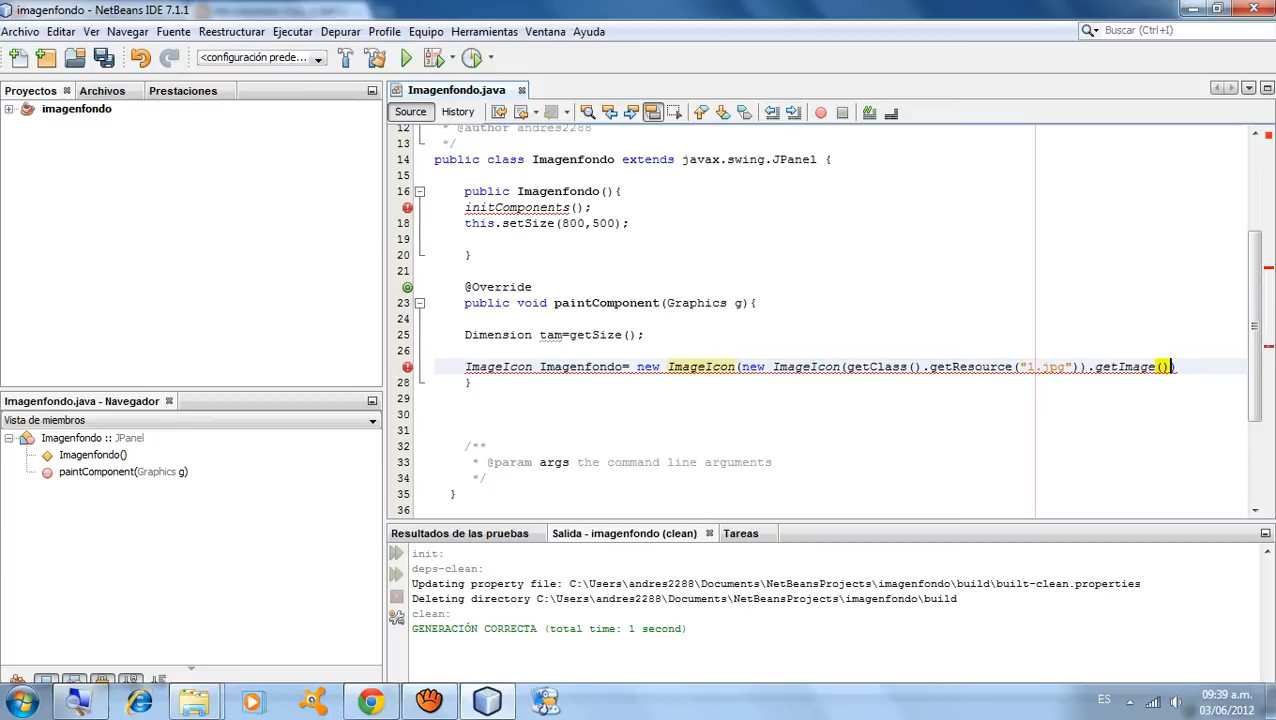 imagenfondo - NetBeans IDE 7.1.1
Archivo Editar Ver Navegar Fuente Reestructurar Ejecutar Depurar Profile Equipo Herramientas Ventana Ayuda
Buscar (Ctrl+I)
<configuración prede...
Proyectos Archivos Prestaciones
imagenfondo
Imagenfondo.java
Source History
12 * @author andres2288
13 */
14 public class Imagenfondo extends javax.swing.JPanel {
15
16 public Imagenfondo(){
initComponents();
18 this.setSize(800,500);
19
20 }
21
@Override
23 public void paintComponent(Graphics g){
24
25 Dimension tam=getSize();
26
ImageIcon Imagenfondo= new ImageIcon(new ImageIcon(getClass().getResource("1.jpg")).getImage())
28 }
29
30
31
32 /**
33 * @param args the command line arguments
34 */
35 }
36
Imagenfondo.java - Navegador
Vista de miembros
Imagenfondo :: JPanel
Imagenfondo()
paintComponent(Graphics g)
Resultados de las pruebas Salida - imagenfondo (clean) Tareas
init:
deps-clean:
Updating property file: C:\Users\andres2288\Documents\NetBeansProjects\imagenfondo\build\built-clean.properties
Deleting directory C:\Users\andres2288\Documents\NetBeansProjects\imagenfondo\build
clean:
GENERACIÓN CORRECTA (total time: 1 second)
ES
09:39 a.m.
03/06/2012